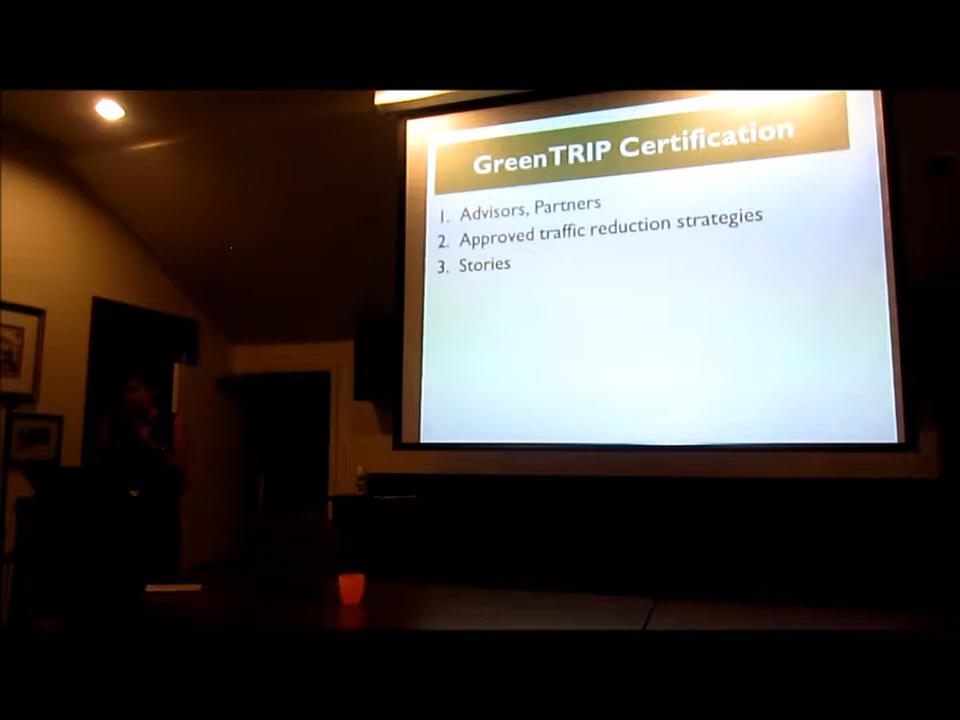 GreenTRIP Certification
1. Advisors, Partners
2. Approved traffic reduction strategies
3. Stories